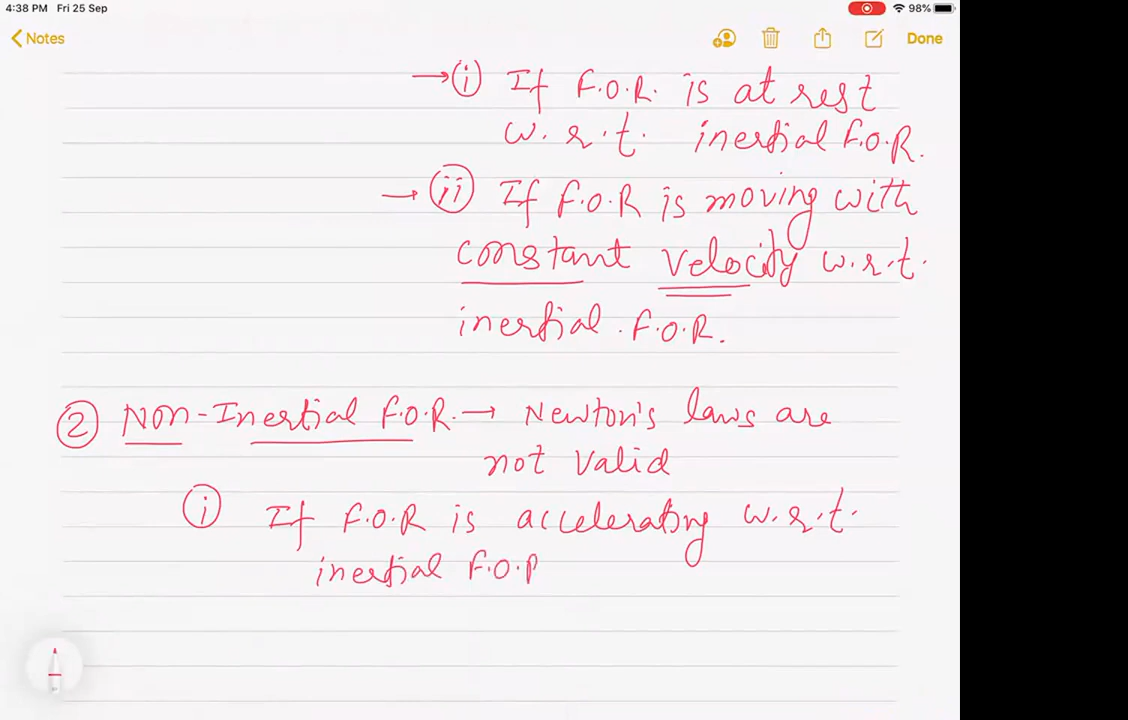 4:38 PM Fri 25 Sep 98%
Notes Done
→ (i) If F.O.R. is at rest
w.r.t. inertial F.O.R.
→ (ii) If F.O.R is moving with
constant velocity w.r.t.
inertial F.O.R.
(2) Non-Inertial F.O.R. → Newton's laws are
not valid
(i) If F.O.R is accelerating w.r.t.
inertial F.O.P